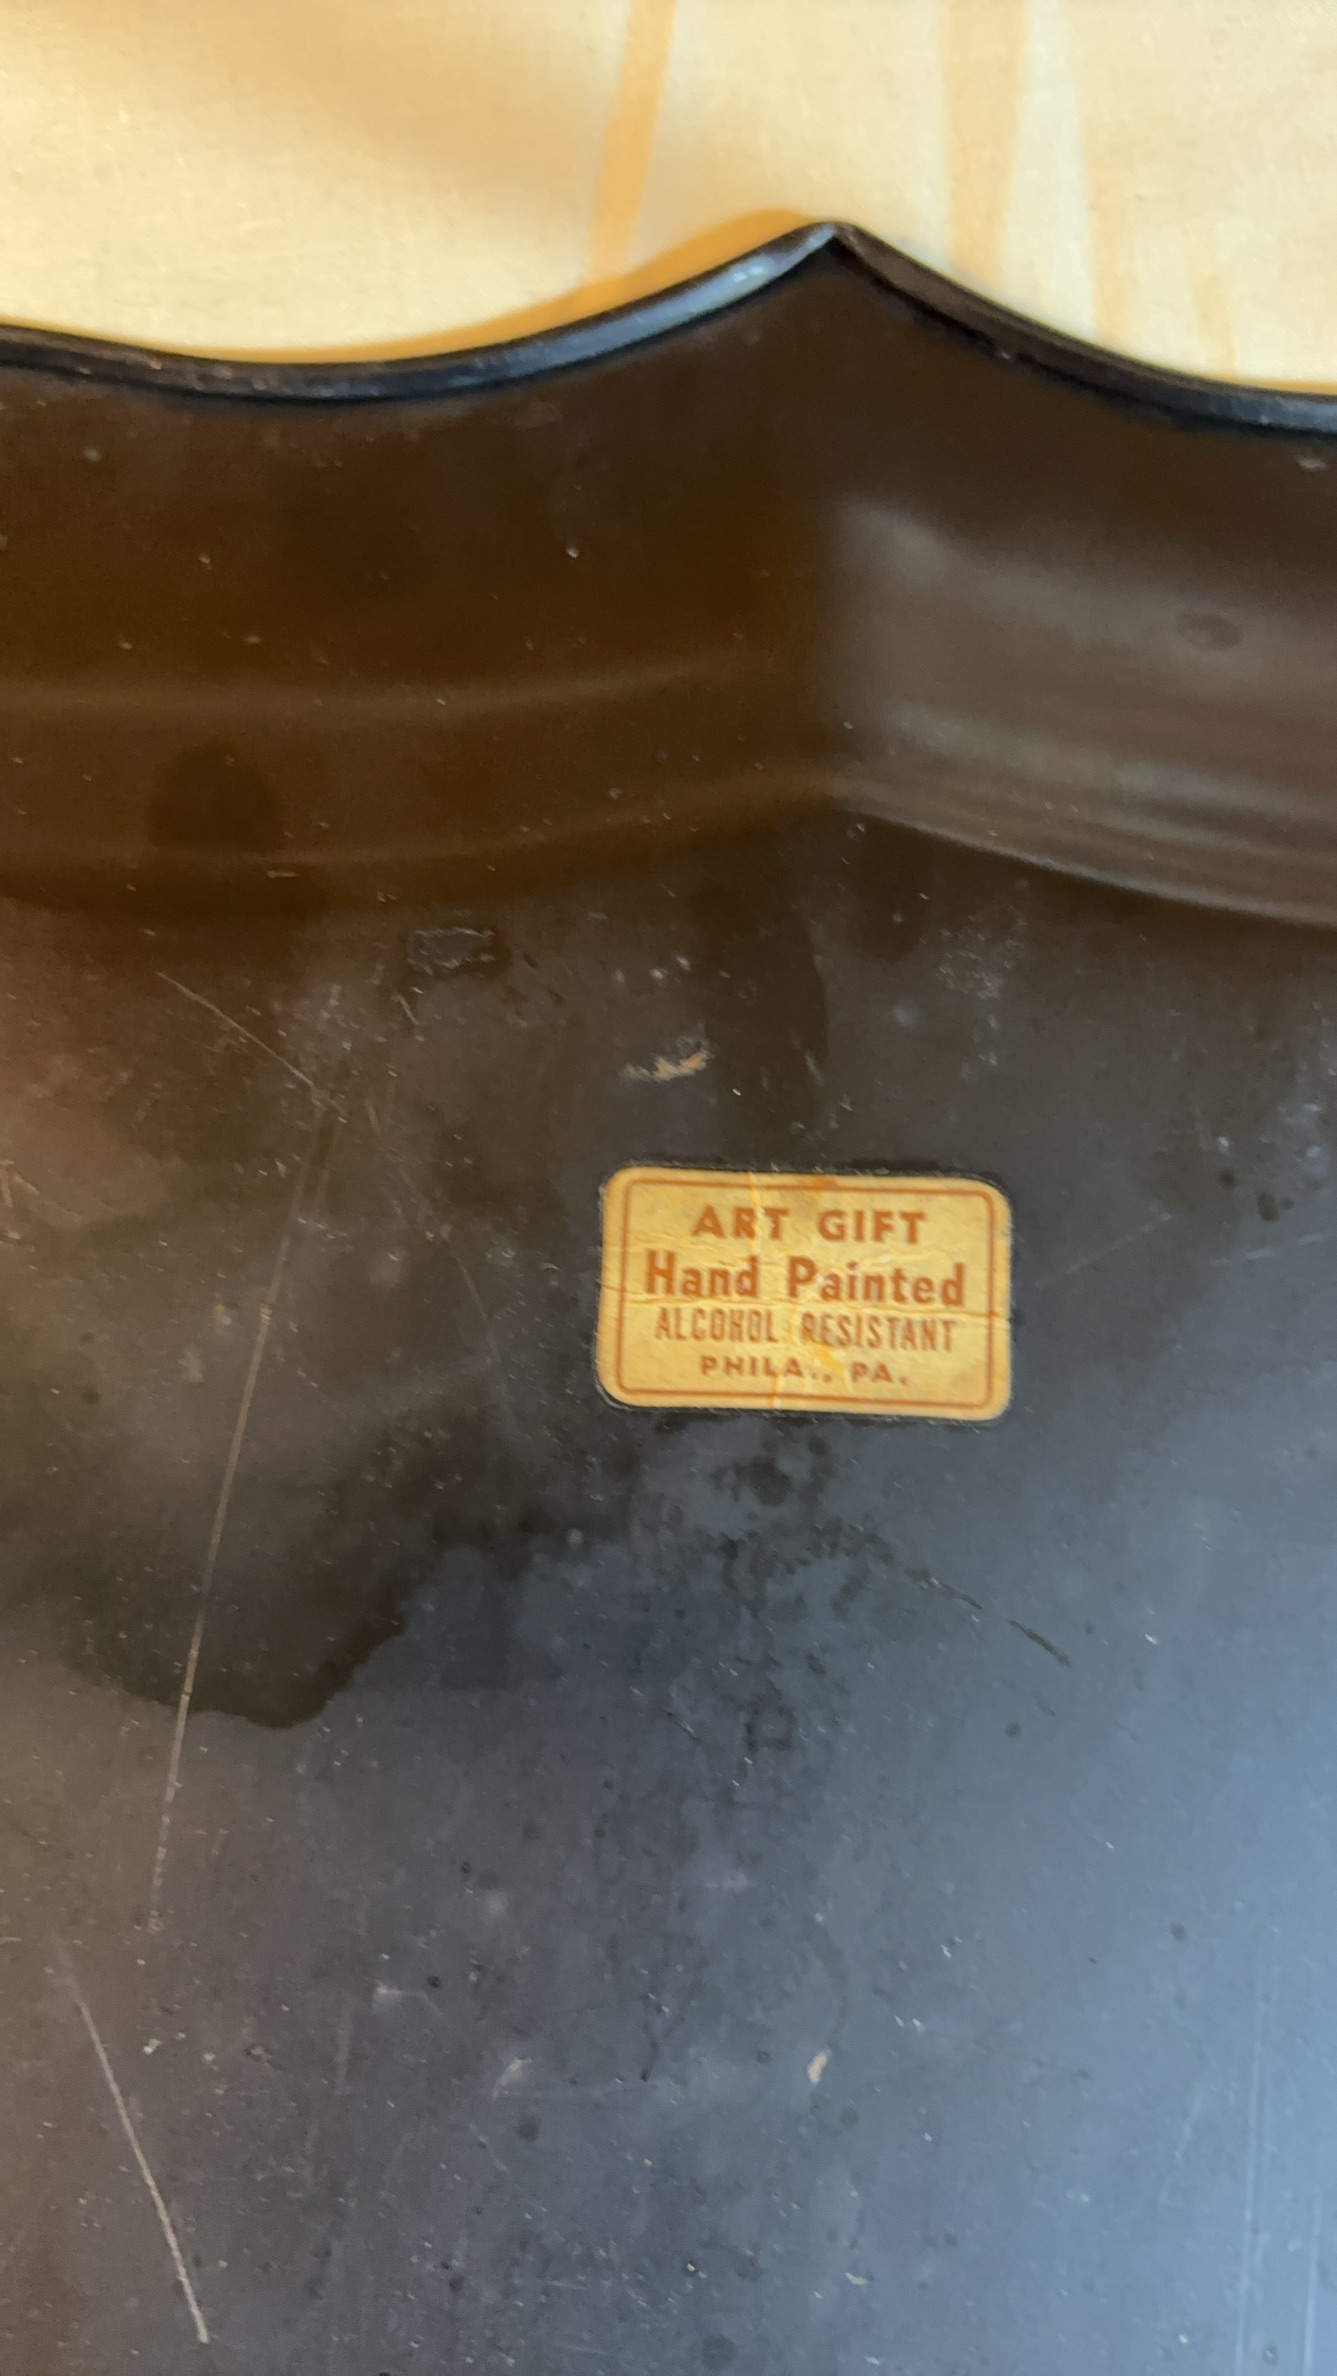 ART GIFT
Hand Painted
ALCOHOL RESISTANT
PHILA., PA.